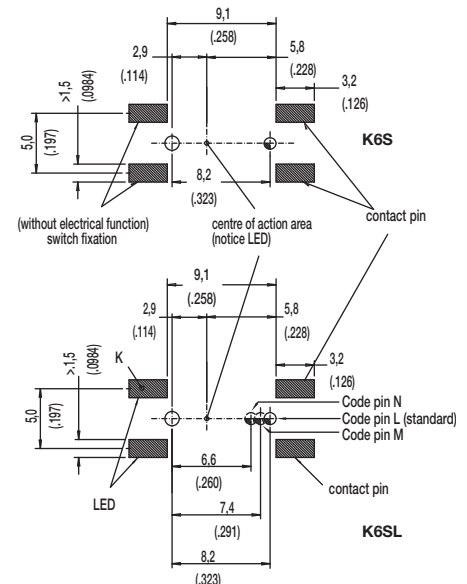 9,1
(.258)
2,9
(.114)
5,8
(.228)
3,2
(.126)
>1,5
(.0984)
5,0
(.197)
K6S
8,2
(.323)
(without electrical function)
switch fixation
centre of action area
(notice LED)
contact pin
9,1
(.258)
2,9
(.114)
5,8
(.228)
3,2
(.126)
>1,5
(.0984)
K
5,0
(.197)
Code pin N
Code pin L (standard)
Code pin M
6,6
(.260)
LED
contact pin
7,4
(.291)
K6SL
8,2
(.323)